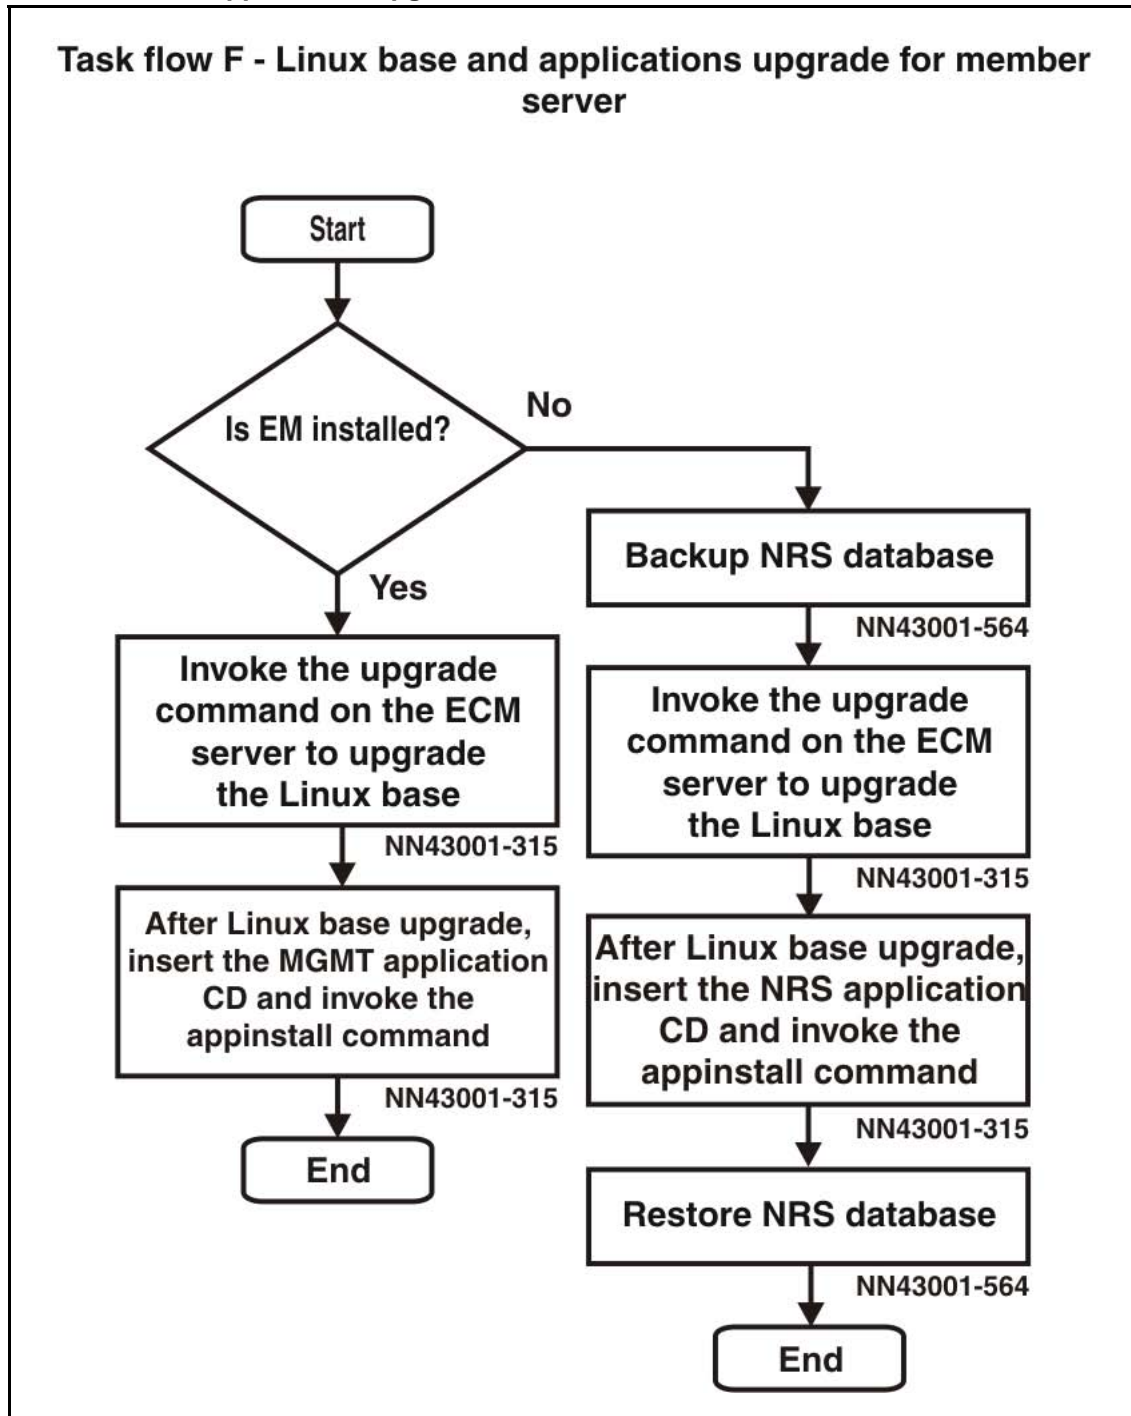 Task flow F - Linux base and applications upgrade for member
server
Start
Is EM installed?
No
Yes
Invoke the upgrade
command on the ECM
server to upgrade
the Linux base
NN43001-315
After Linux base upgrade,
insert the MGMT application
CD and invoke the
appinstall command
NN43001-315
End
Backup NRS database
NN43001-564
Invoke the upgrade
command on the ECM
server to upgrade
the Linux base
NN43001-315
After Linux base upgrade,
insert the NRS application
CD and invoke the
appinstall command
NN43001-315
Restore NRS database
NN43001-564
End